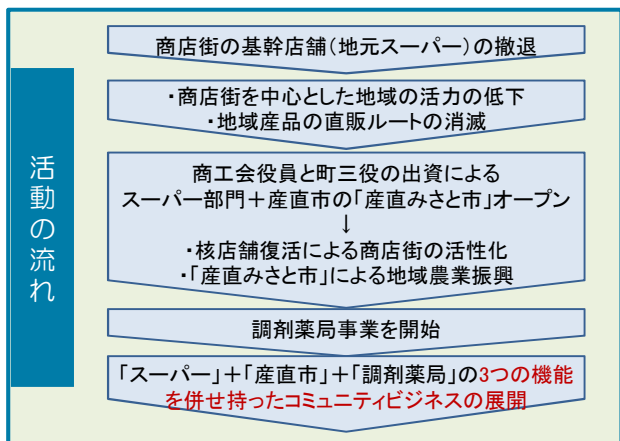 活動の流れ
商店街の基幹店舗（地元スーパー）の撤退
・商店街を中心とした地域の活力の低下
・地域産品の直販ルートの消滅
商工会役員と町三役の出資による
スーパー部門＋産直市の「産直みさと市」オープン
↓
・核店舗復活による商店街の活性化
・「産直みさと市」による地域農業振興
調剤薬局事業を開始
「スーパー」＋「産直市」＋「調剤薬局」の3つの機能
を併せ持ったコミュニティビジネスの展開